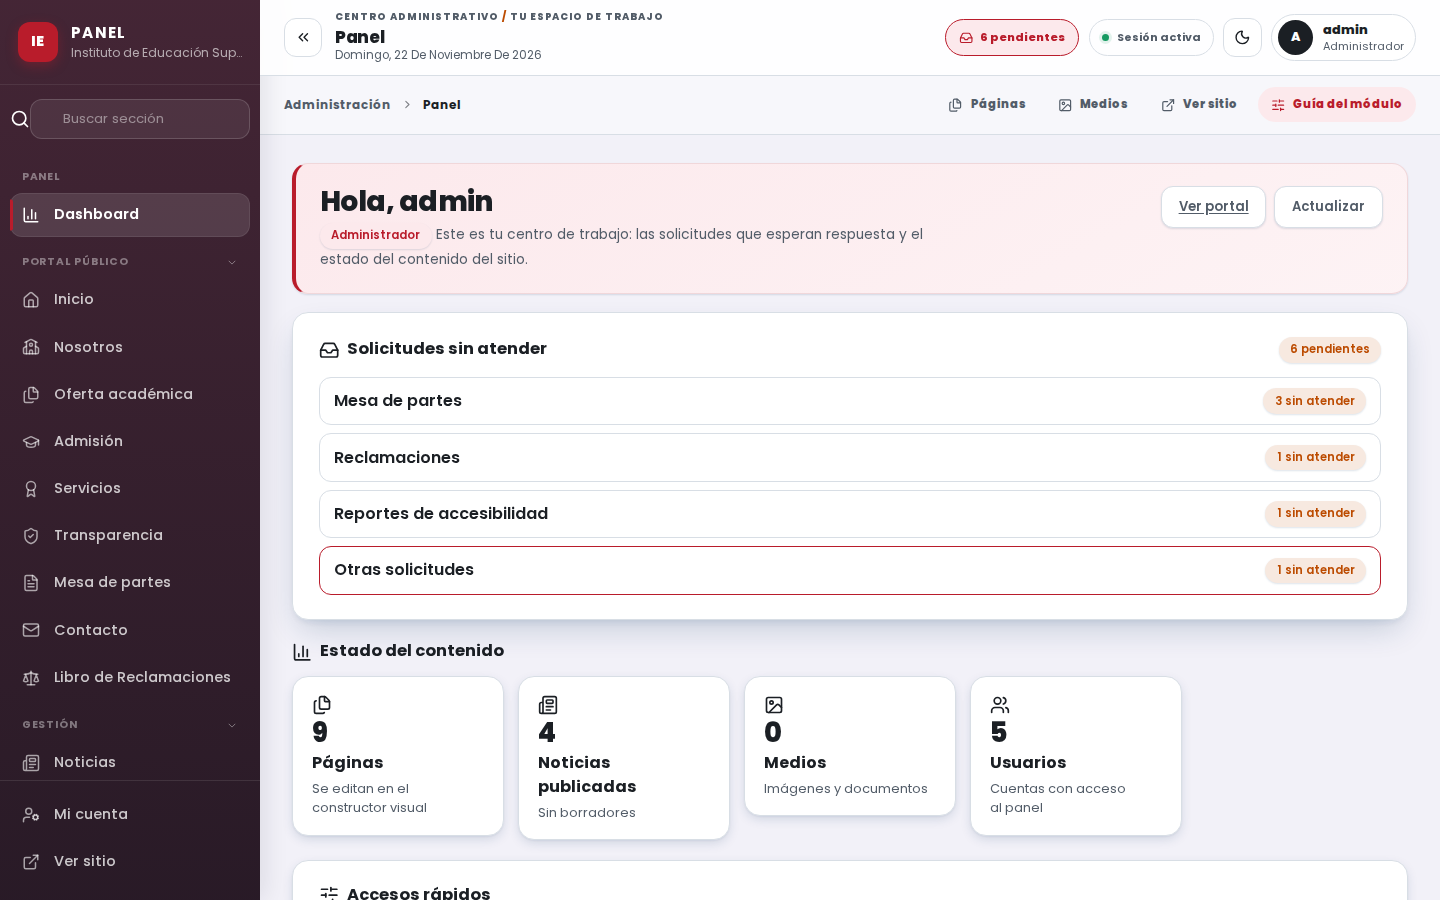 IE
PANEL
Instituto de Educación Sup...
Buscar sección
PANEL
Dashboard
PORTAL PÚBLICO
Inicio
Nosotros
Oferta académica
Admisión
Servicios
Transparencia
Mesa de partes
Contacto
Libro de Reclamaciones
GESTIÓN
Noticias
Mi cuenta
Ver sitio
CENTRO ADMINISTRATIVO / TU ESPACIO DE TRABAJO
Panel
Domingo, 22 De Noviembre De 2026
6 pendientes
Sesión activa
A
admin
Administrador
Administración > Panel
Páginas
Medios
Ver sitio
Guía del módulo
Hola, admin
Administrador Este es tu centro de trabajo: las solicitudes que esperan respuesta y el
estado del contenido del sitio.
Ver portal
Actualizar
Solicitudes sin atender
6 pendientes
Mesa de partes
3 sin atender
Reclamaciones
1 sin atender
Reportes de accesibilidad
1 sin atender
Otras solicitudes
1 sin atender
Estado del contenido
9
Páginas
Se editan en el
constructor visual
4
Noticias
publicadas
Sin borradores
0
Medios
Imágenes y documentos
5
Usuarios
Cuentas con acceso
al panel
Accesos rápidos